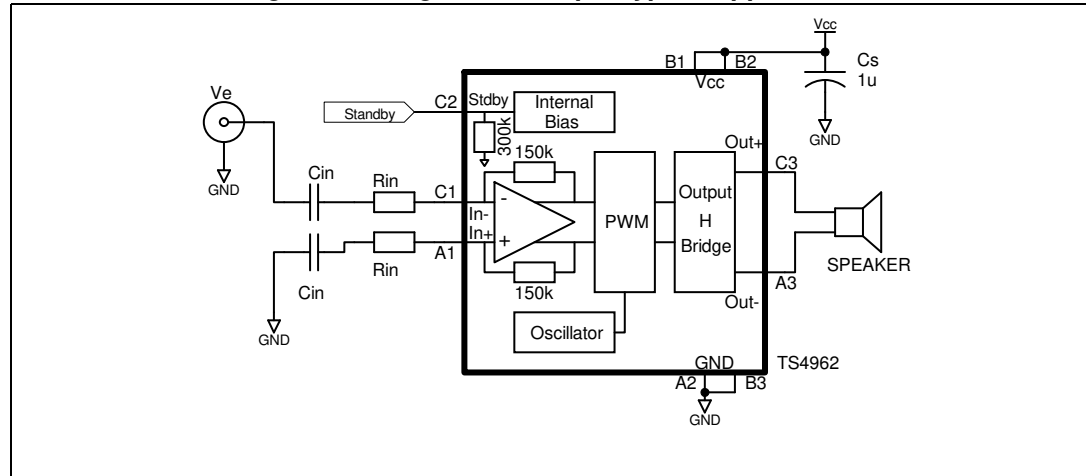 Vcc
B1
B2
Vcc
Cs
1u
GND
Ve
GND
Standby
C2
Stdby
Internal
Bias
300k
150k
Out+
C3
Cin
Rin
C1
In-
-
In+
+
A1
Cin
Rin
GND
PWM
Output
H
Bridge
SPEAKER
150k
Out-
A3
Oscillator
GND
TS4962
A2
B3
GND